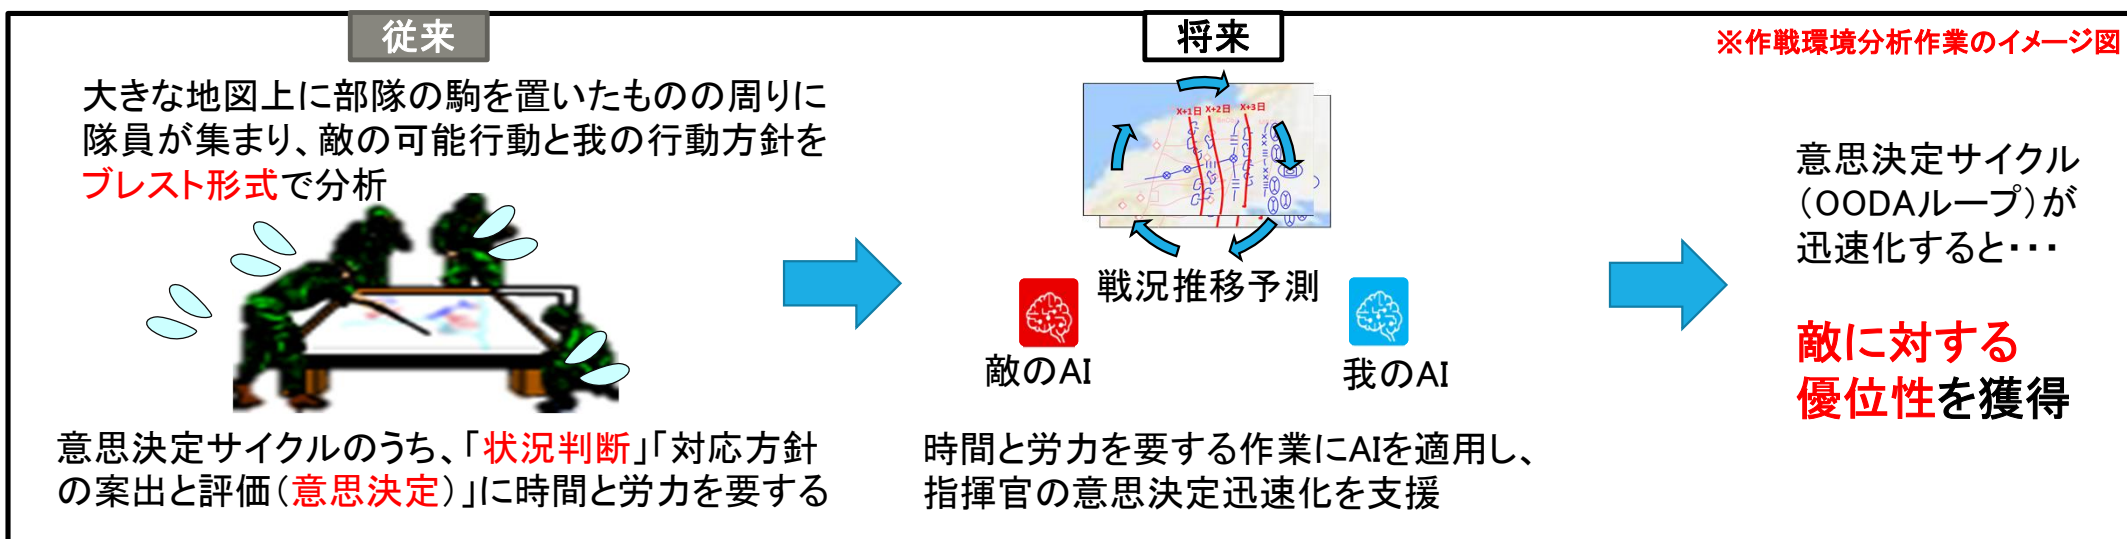 従来
大きな地図上に部隊の駒を置いたものの周りに
隊員が集まり、敵の可能行動と我の行動方針を
ブレスト形式で分析
意思決定サイクルのうち、「状況判断」「対応方針
の案出と評価(意思決定)」に時間と労力を要する
将来
X+1日 X+2日 X+3日
戦況推移予測
敵のAI
我のAI
時間と労力を要する作業にAIを適用し、
指揮官の意思決定迅速化を支援
※作戦環境分析作業のイメージ図
意思決定サイクル
(OODAループ)が
迅速化すると・・・
敵に対する
優位性を獲得